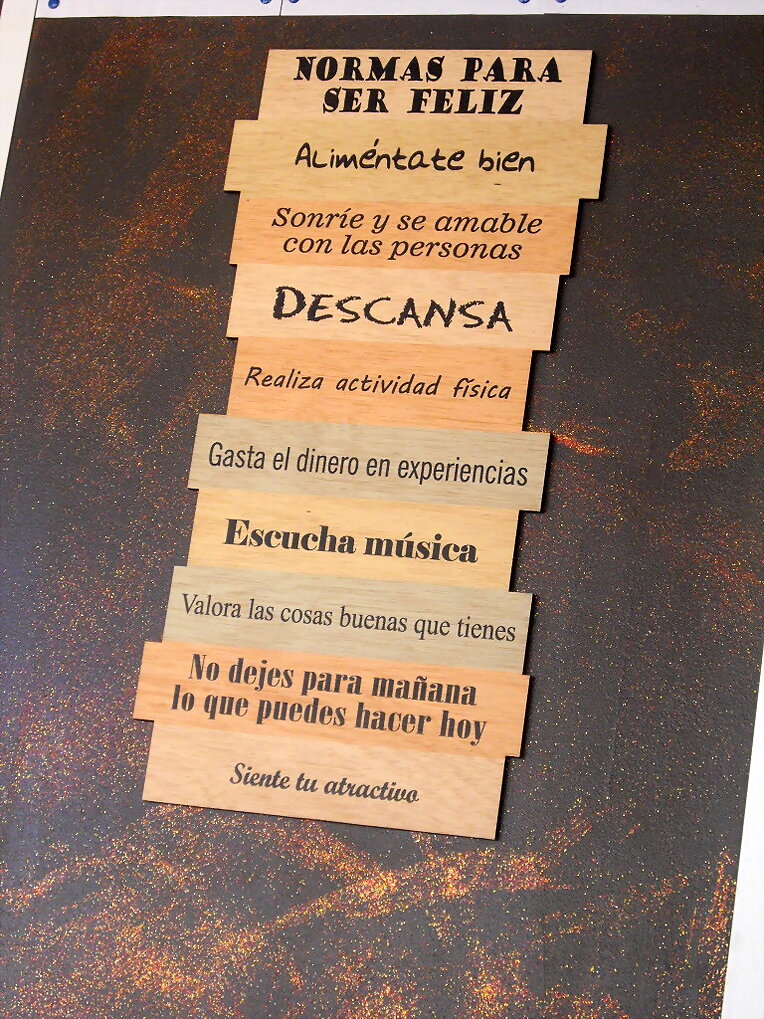 NORMAS PARA
SER FELIZ
Aliméntate bien
Sonríe y se amable
con las personas
DESCANSA
Realiza actividad física
Gasta el dinero en experiencias
Escucha música
Valora las cosas buenas que tienes
No dejes para mañana
lo que puedes hacer hoy
Siente tu atractivo